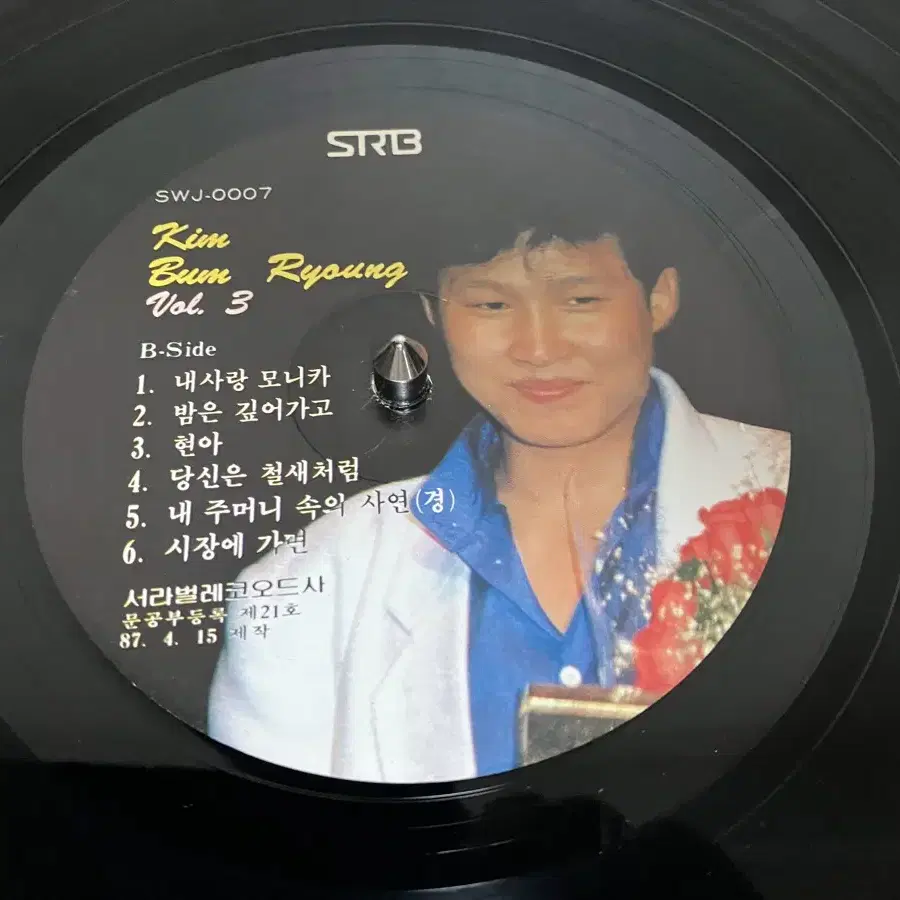 STRB
SWJ-0007
Kim
Bum Ryoung
Vol. 3
B-Side
1. 내사랑 모니카
2. 밤은 깊어가고
3. 현아
4. 당신은 철새처럼
5. 내 주머니 속의 사연(경)
6. 시장에 가면
서라벌레코오드사
문공부등록 제21호
87. 4. 15 제작